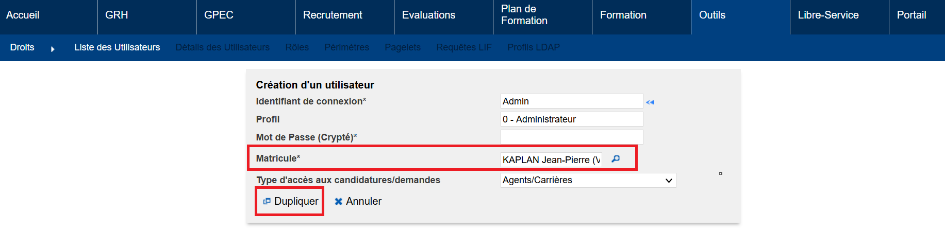 Accueil GRH GPEC Recrutement Evaluations Plan de Formation Formation Outils Libre-Service Portail
Droits Liste des Utilisateurs Détails des Utilisateurs Rôles Périmètres Pagelets Requêtes LIF Profils LDAP
Création d'un utilisateur
Identifiant de connexion* Admin
Profil 0 - Administrateur
Mot de Passe (Crypté)*
Matricule* KAPLAN Jean-Pierre (V
Type d'accès aux candidatures/demandes Agents/Carrières
Dupliquer Annuler